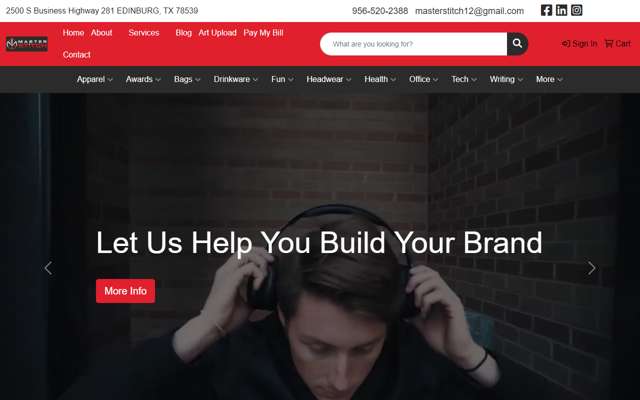 2500 S Business Highway 281 EDINBURG, TX 78539
956-520-2388 masterstitch12@gmail.com
MASTER
Home About Services Blog Art Upload Pay My Bill
Contact
What are you looking for?
Sign In Cart
Apparel Awards Bags Drinkware Fun Headwear Health Office Tech Writing More
Let Us Help You Build Your Brand
More Info